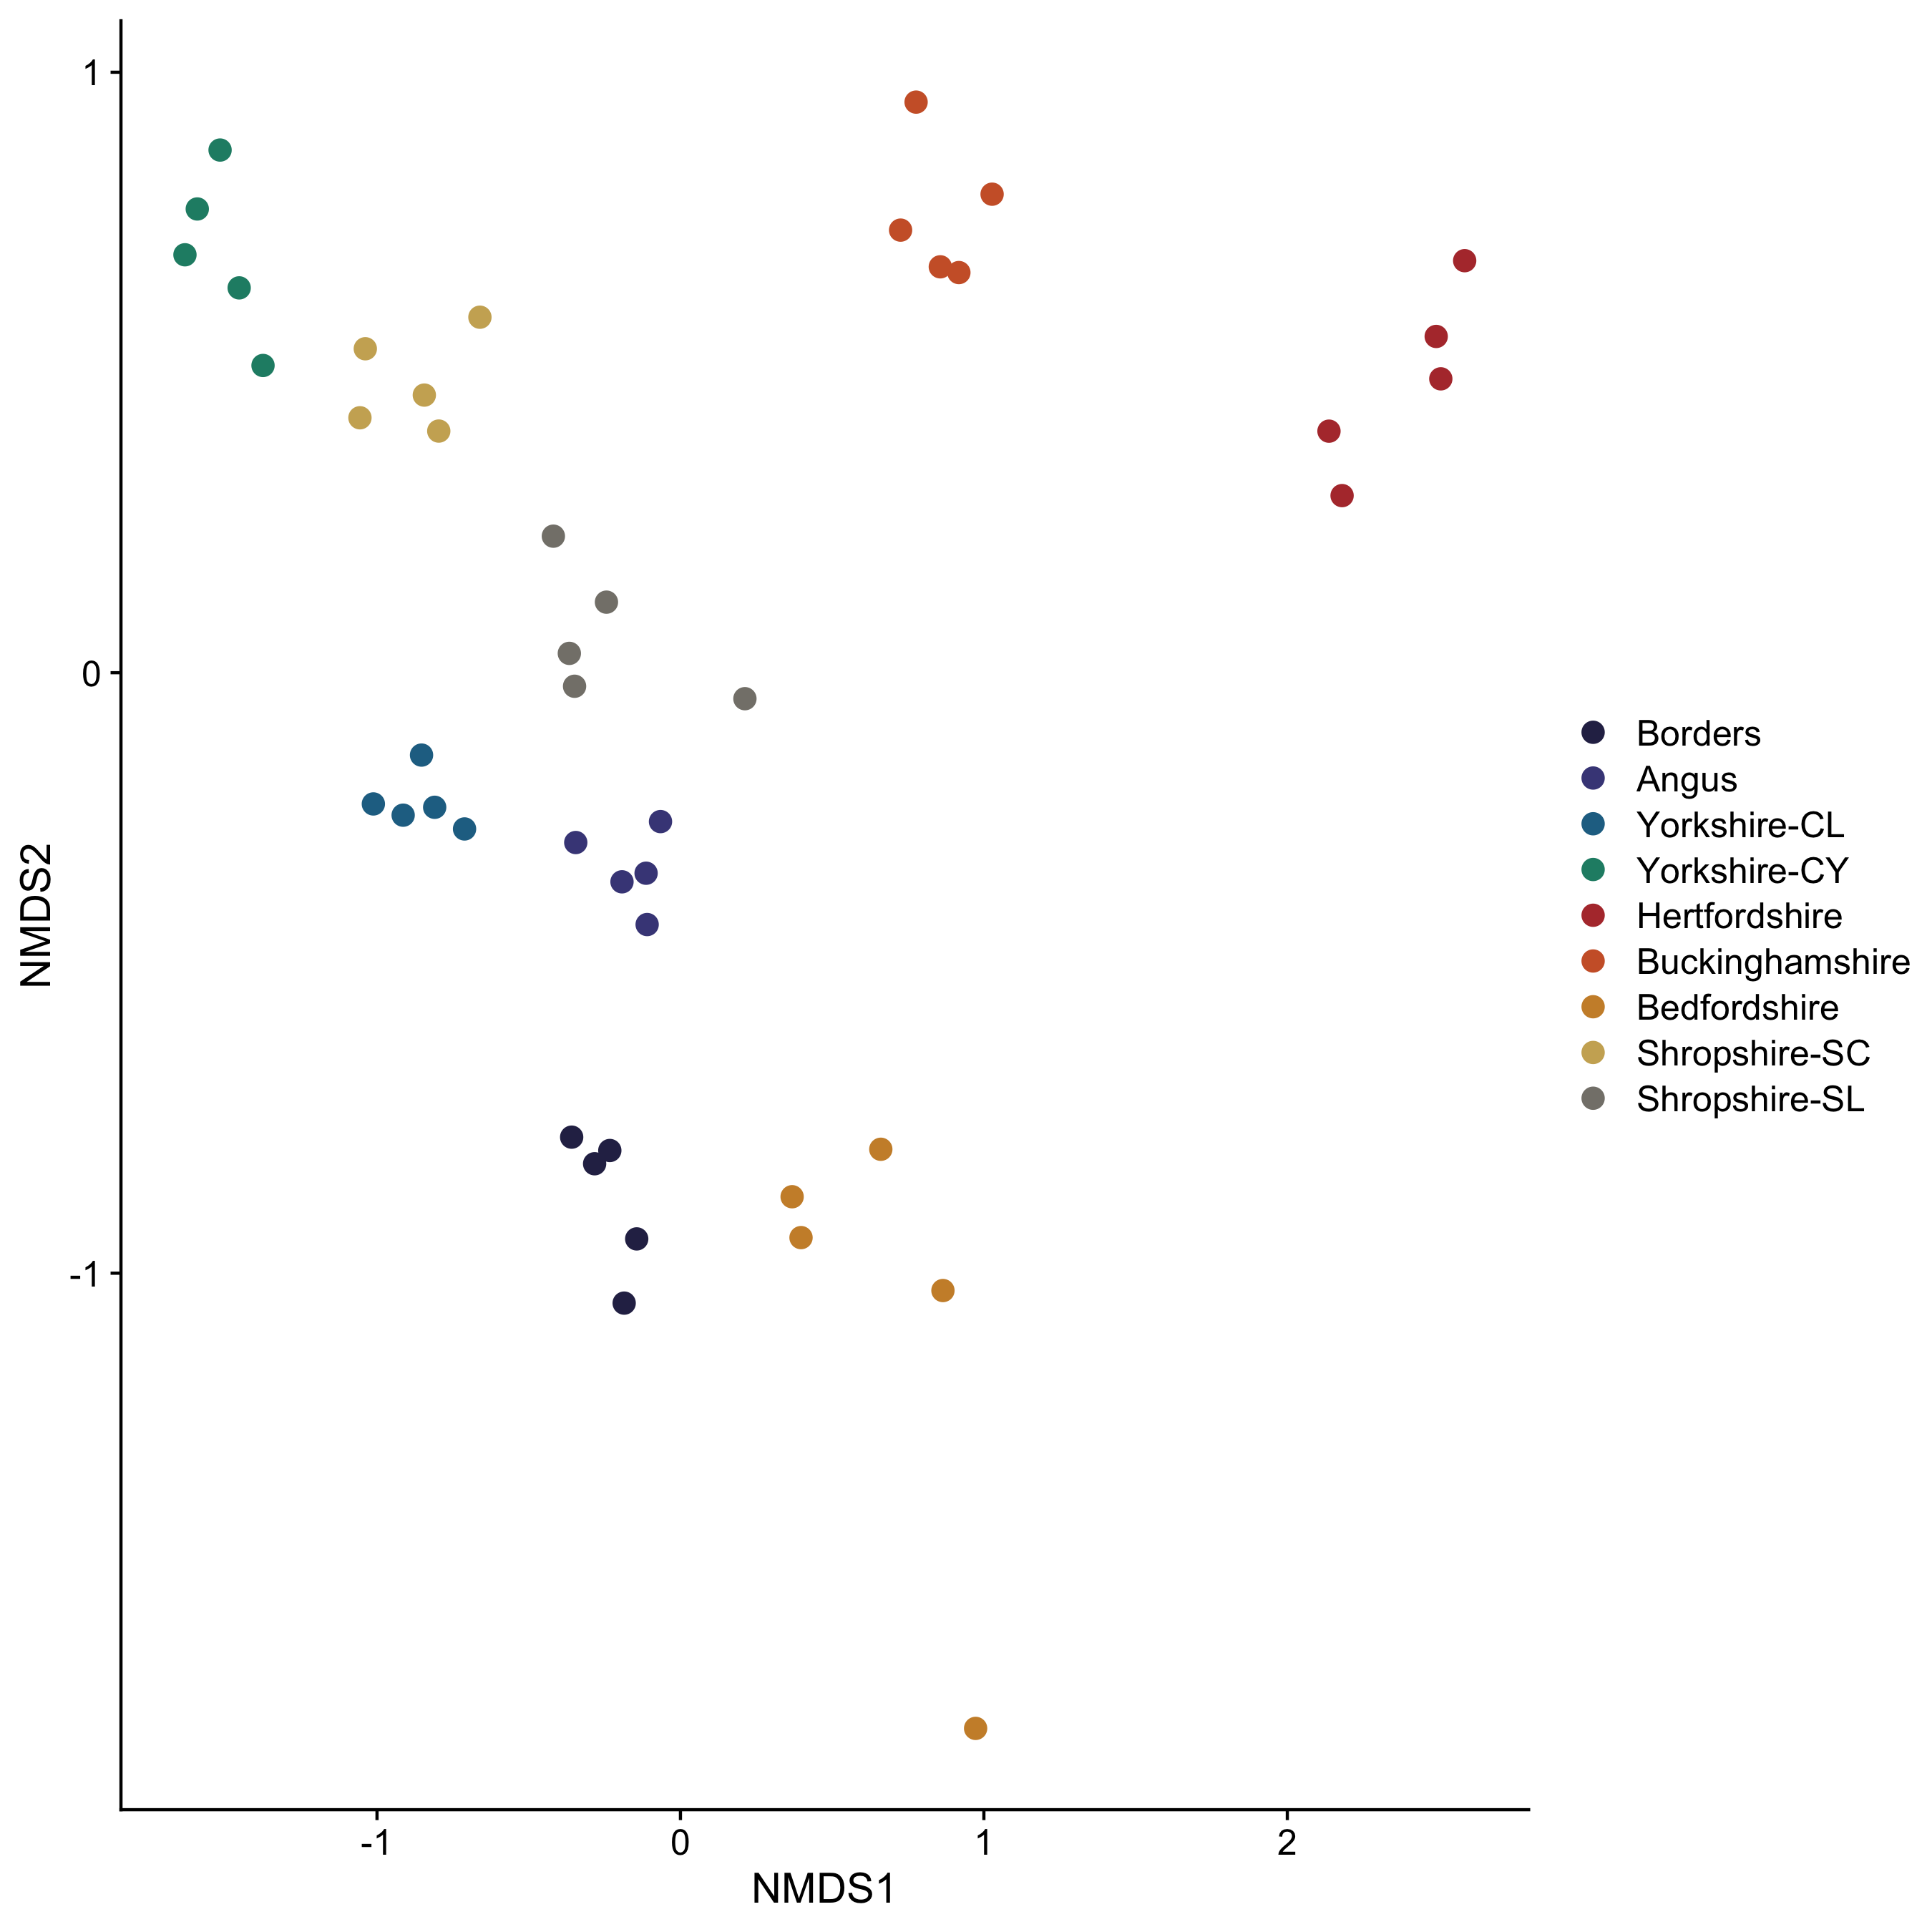 1
0
-1
NMDS2
-1
0
1
2
NMDS1
Borders
Angus
Yorkshire-CL
Yorkshire-CY
Hertfordshire
Buckinghamshire
Bedfordshire
Shropshire-SC
Shropshire-SL